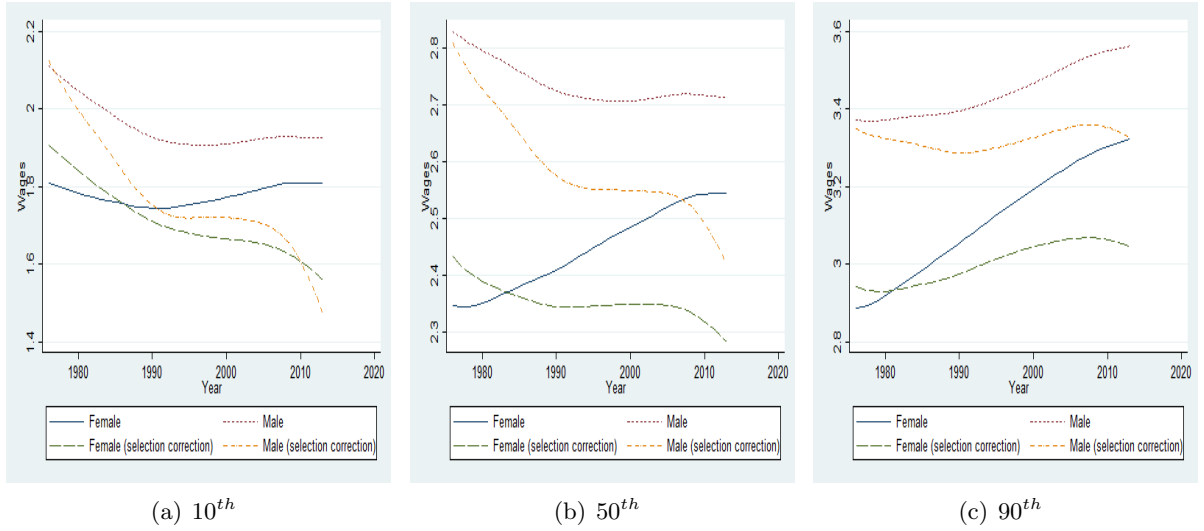 2.2
2
1.8
1.6
1.4
Wages
1980 1990 2000 2010 2020
Year
Female Male
Female (selection correction) Male (selection correction)
(a) 10th
2.8
2.7
2.6
2.5
2.4
2.3
Wages
1980 1990 2000 2010 2020
Year
Female Male
Female (selection correction) Male (selection correction)
(b) 50th
3.6
3.4
3.2
3
2.8
Wages
1980 1990 2000 2010 2020
Year
Female Male
Female (selection correction) Male (selection correction)
(c) 90th